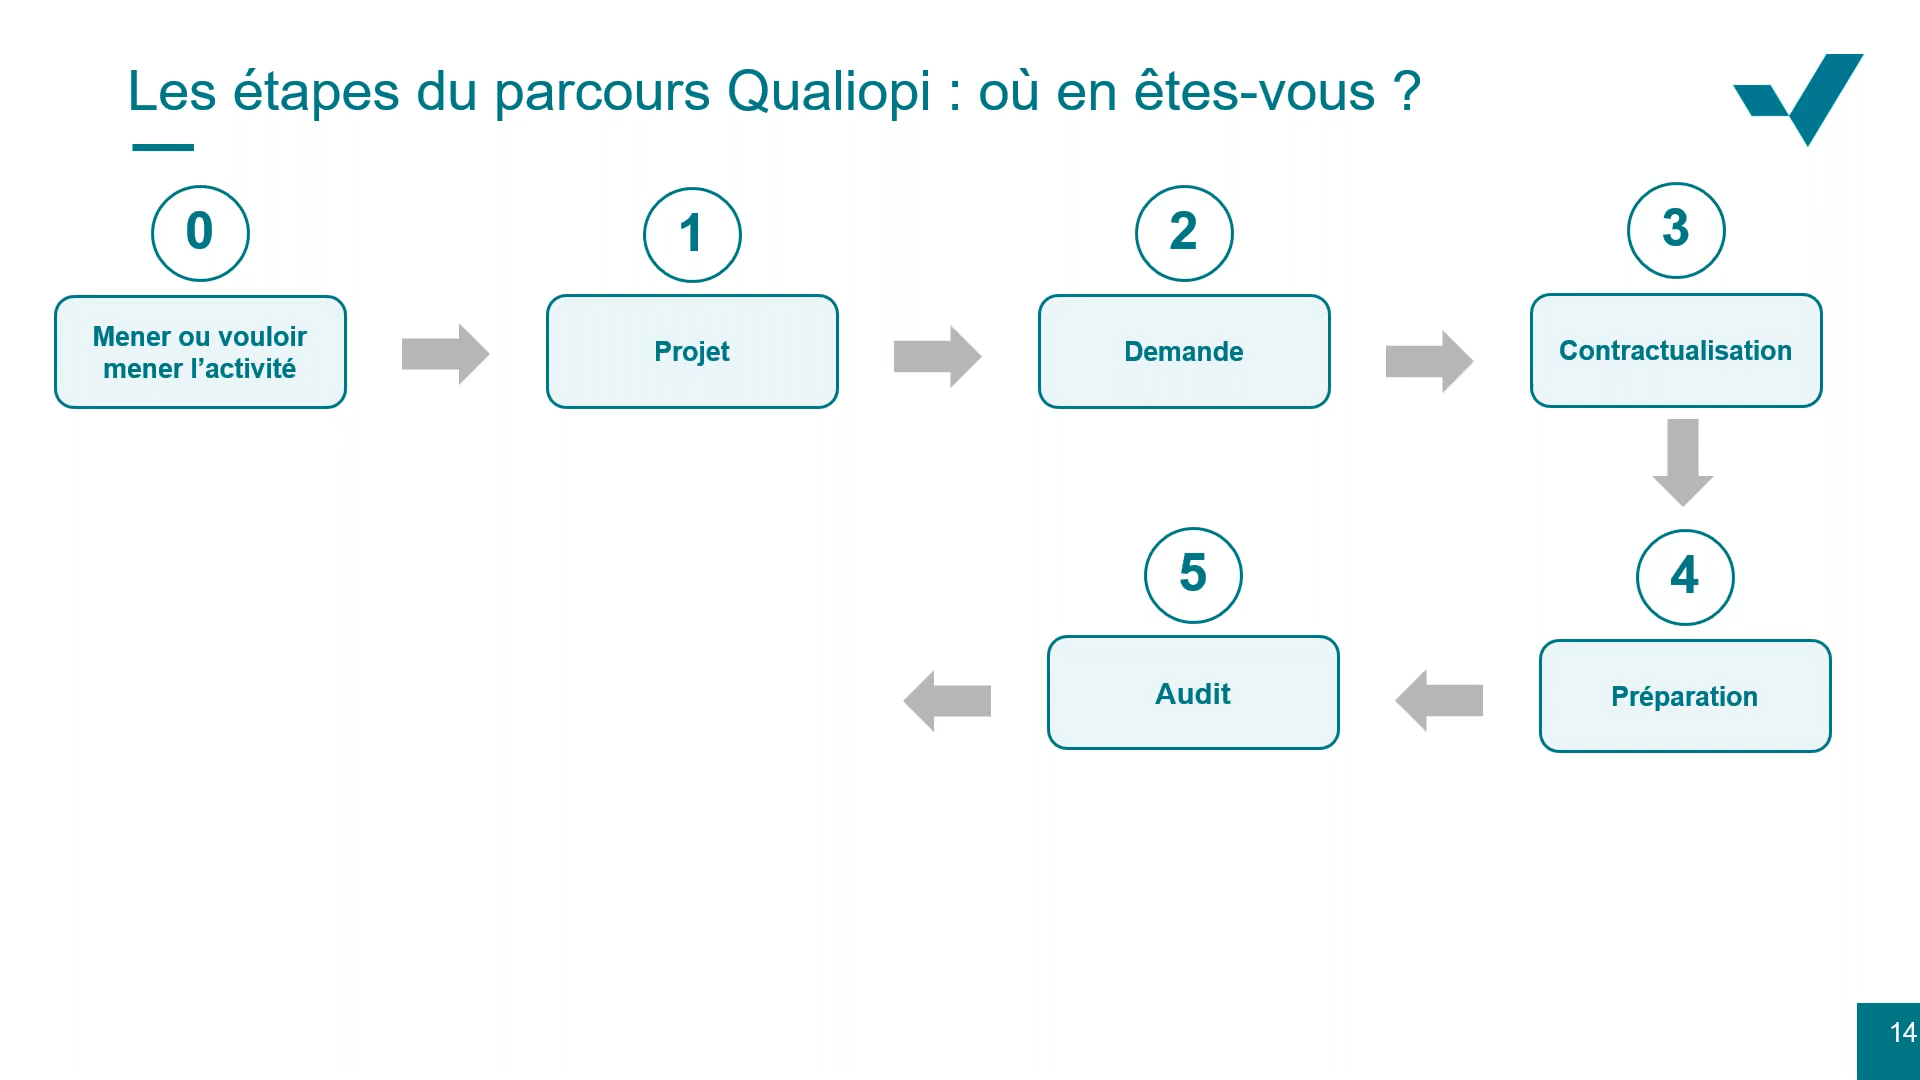 Les étapes du parcours Qualiopi : où en êtes-vous ?
0
Mener ou vouloir
mener l’activité
1
Projet
2
Demande
3
Contractualisation
4
Préparation
5
Audit
14